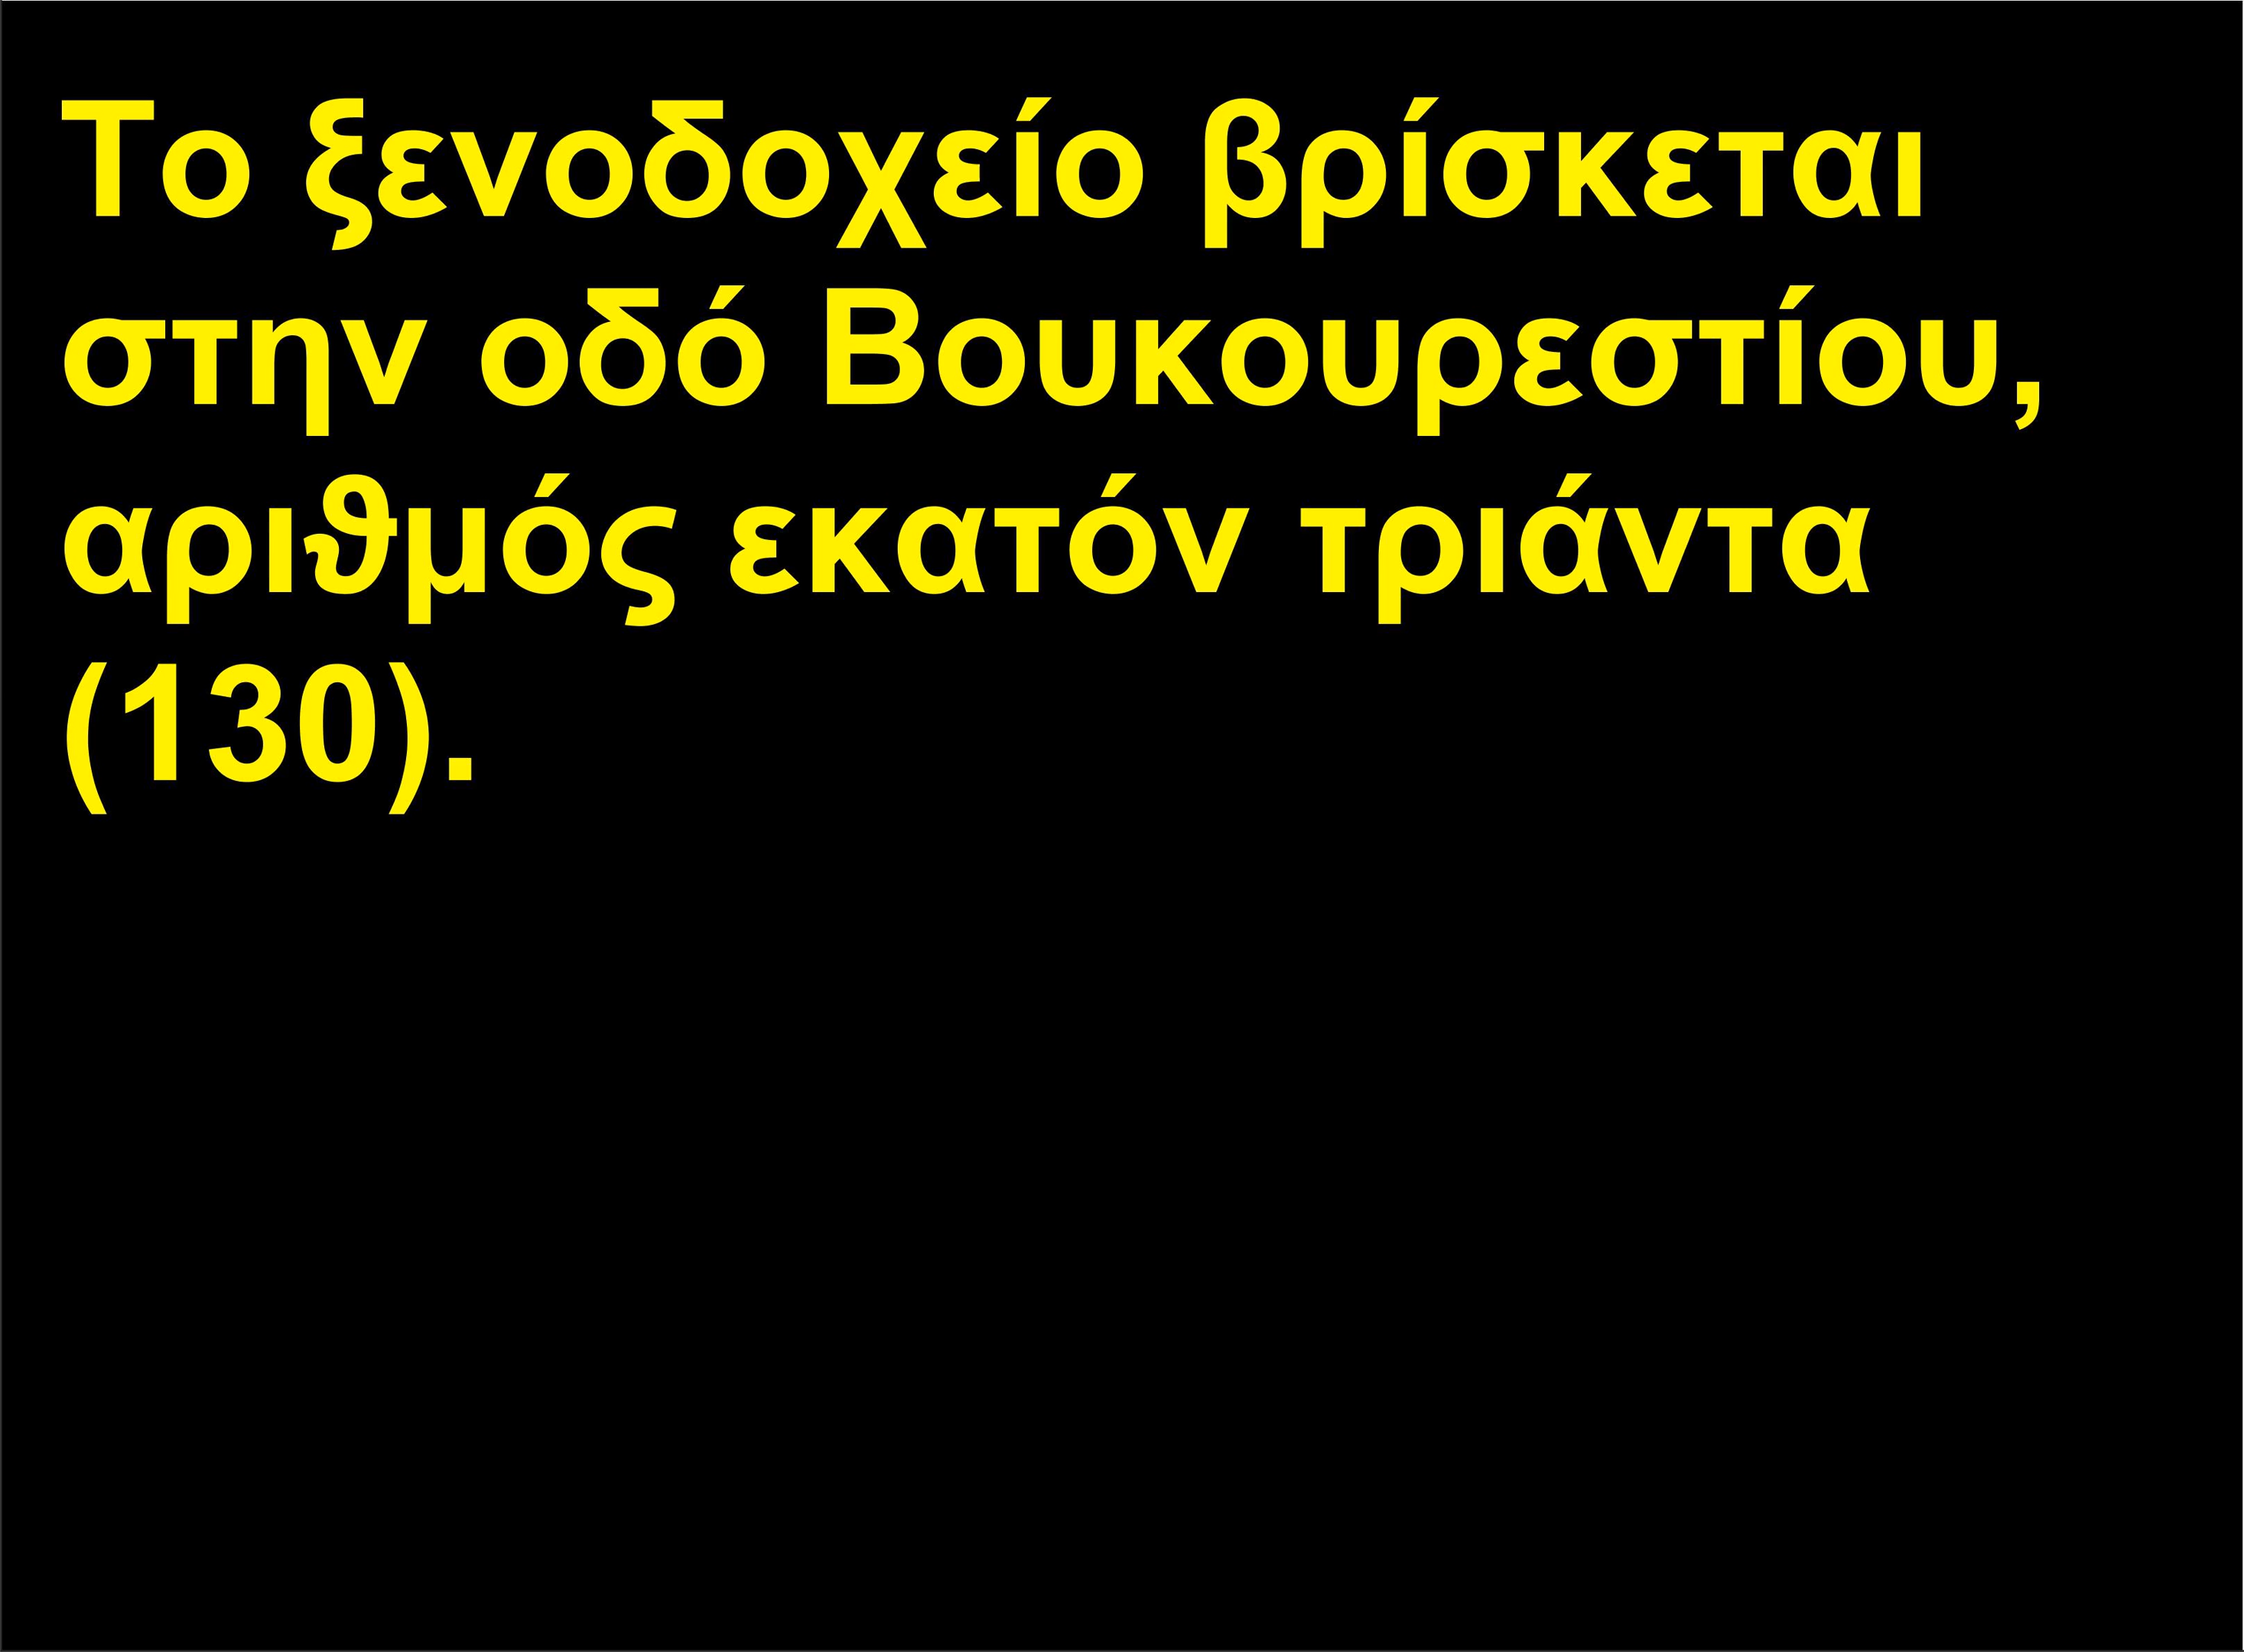 Το ξενοδοχείο βρίσκεται
στην οδό Βουκουρεστίου,
αριθμός εκατόν τριάντα
(130).